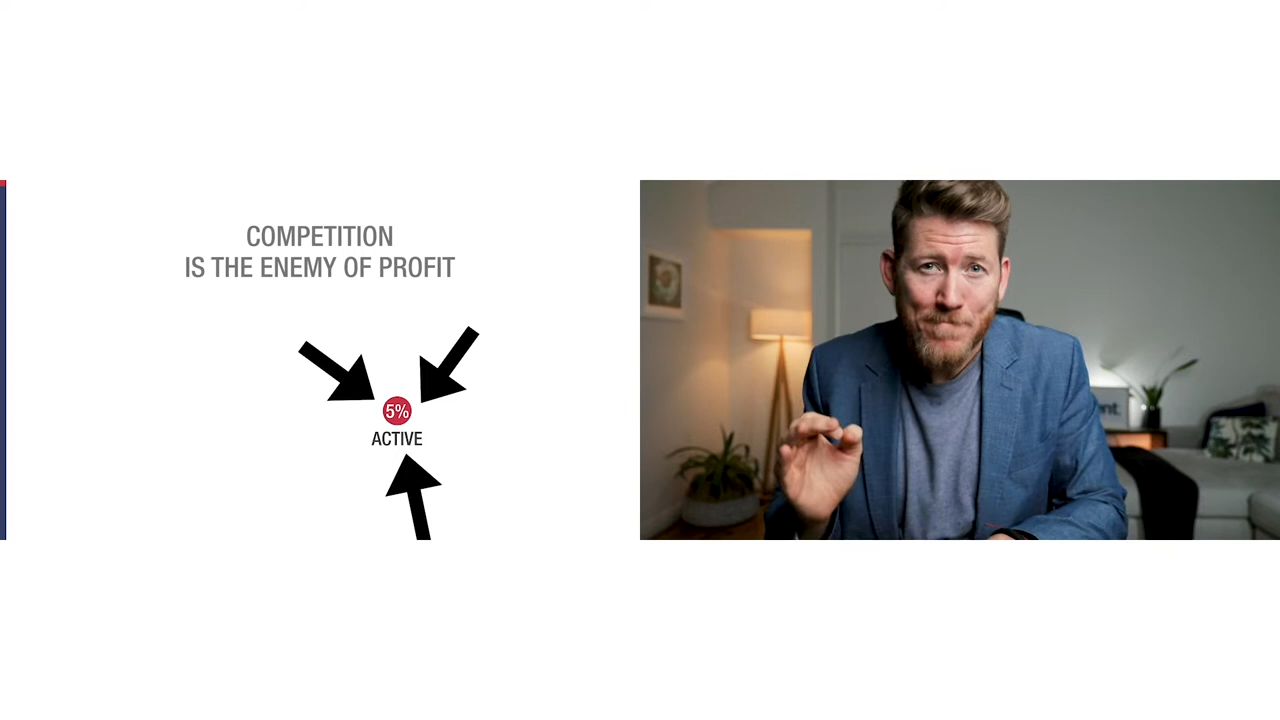 COMPETITION
IS THE ENEMY OF PROFIT
5%
ACTIVE